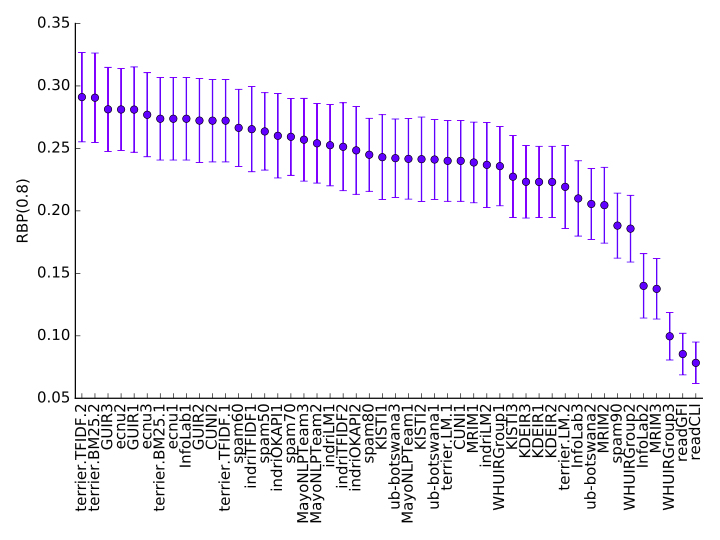 0.35
0.30
0.25
0.20
0.15
0.10
0.05
RBP(0.8)
terrier.TFIDF.2
terrier.BM25.2
GUIR3
ecnu2
GUIR1
ecnu3
terrier.BM25.1
ecnu1
InfoLab1
GUIR2
CUNI2
terrier.TFIDF.1
spam60
indriTFIDF1
spam50
indriOKAPI1
spam70
MayoNLPTeam3
MayoNLPTeam2
indriLM1
indriTFIDF2
indriOKAPI2
spam80
KISTI1
ub-botswana3
MayoNLPTeam1
KISTI2
ub-botswana1
terrier.LM.1
CUNI1
MRIM1
indriLM2
WHUIRGroup1
KISTI3
KDEIR3
KDEIR1
KDEIR2
terrier.LM.2
InfoLab3
ub-botswana2
MRIM2
spam90
WHUIRGroup2
InfoLab2
MRIM3
WHUIRGroup3
readGFI
readCLI